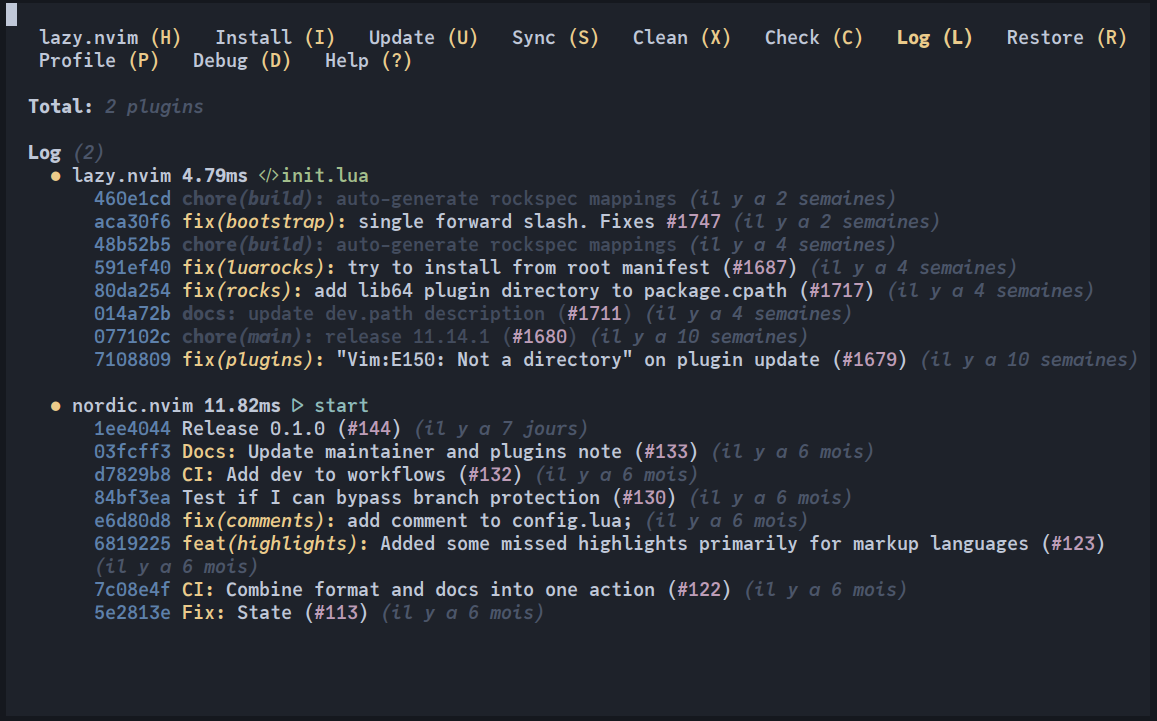 lazy.nvim (H) Install (I) Update (U) Sync (S) Clean (X) Check (C) Log (L) Restore (R)
Profile (P) Debug (D) Help (?)
Total: 2 plugins
Log (2)
● lazy.nvim 4.79ms </>init.lua
460e1cd chore(build): auto-generate rockspec mappings (il y a 2 semaines)
aca30f6 fix(bootstrap): single forward slash. Fixes #1747 (il y a 2 semaines)
48b52b5 chore(build): auto-generate rockspec mappings (il y a 4 semaines)
591ef40 fix(luarocks): try to install from root manifest (#1687) (il y a 4 semaines)
80da254 fix(rocks): add lib64 plugin directory to package.cpath (#1717) (il y a 4 semaines)
014a72b docs: update dev.path description (#1711) (il y a 4 semaines)
077102c chore(main): release 11.14.1 (#1680) (il y a 10 semaines)
7108809 fix(plugins): "Vim:E150: Not a directory" on plugin update (#1679) (il y a 10 semaines)
● nordic.nvim 11.82ms ▷ start
1ee4044 Release 0.1.0 (#144) (il y a 7 jours)
03fcff3 Docs: Update maintainer and plugins note (#133) (il y a 6 mois)
d7829b8 CI: Add dev to workflows (#132) (il y a 6 mois)
84bf3ea Test if I can bypass branch protection (#130) (il y a 6 mois)
e6d80d8 fix(comments): add comment to config.lua; (il y a 6 mois)
6819225 feat(highlights): Added some missed highlights primarily for markup languages (#123)
(il y a 6 mois)
7c08e4f CI: Combine format and docs into one action (#122) (il y a 6 mois)
5e2813e Fix: State (#113) (il y a 6 mois)